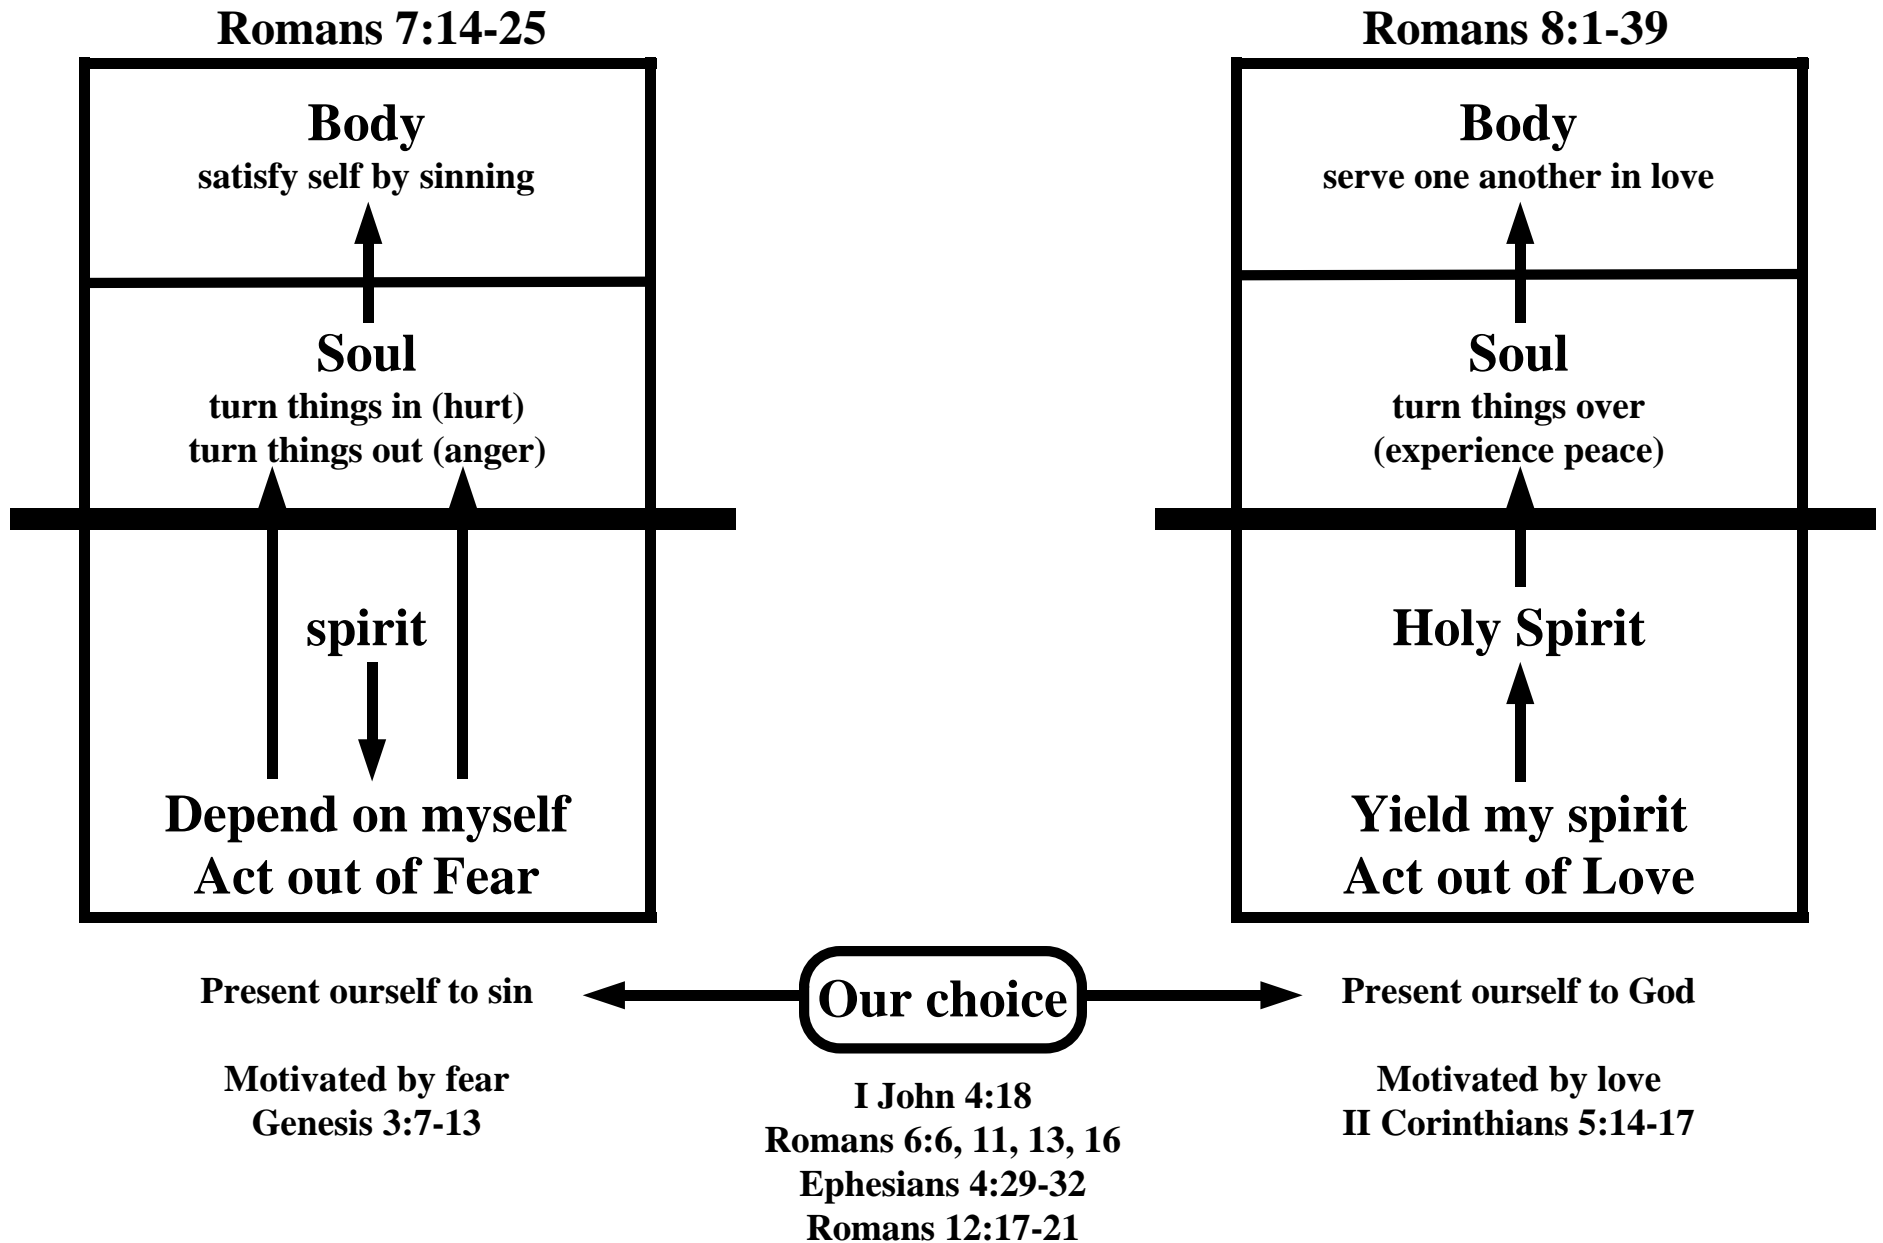 Romans 7:14-25
Body
satisfy self by sinning
Soul
turn things in (hurt)
turn things out (anger)
spirit
Depend on myself
Act out of Fear
Present ourself to sin
Motivated by fear
Genesis 3:7-13
Our choice
I John 4:18
Romans 6:6, 11, 13, 16
Ephesians 4:29-32
Romans 12:17-21
Romans 8:1-39
Body
serve one another in love
Soul
turn things over
(experience peace)
Holy Spirit
Yield my spirit
Act out of Love
Present ourself to God
Motivated by love
II Corinthians 5:14-17